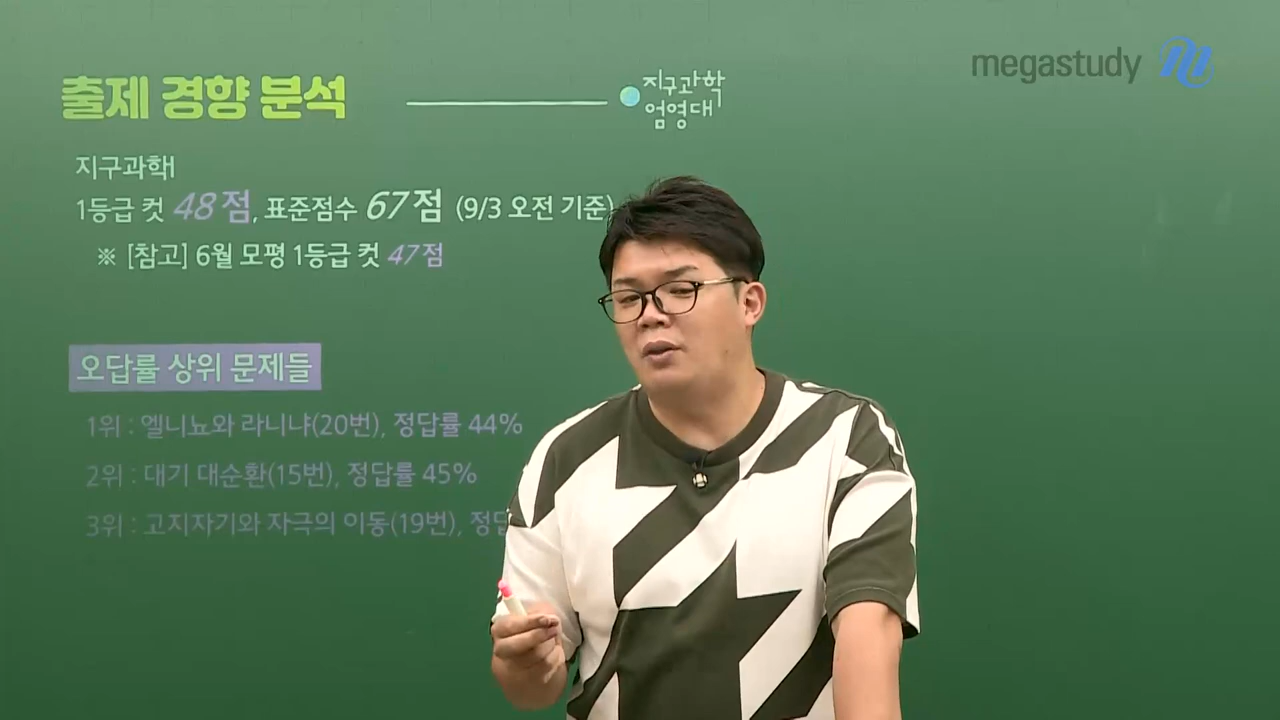 megastudy
출제 경향 분석
지구과학
엄영대
지구과학I
1등급 컷 48점, 표준점수 67점 (9/3 오전 기준)
※ [참고] 6월 모평 1등급 컷 47점
오답률 상위 문제들
1위 : 엘니뇨와 라니냐(20번), 정답률 44%
2위 : 대기 대순환(15번), 정답률 45%
3위 : 고지자기와 자극의 이동(19번),